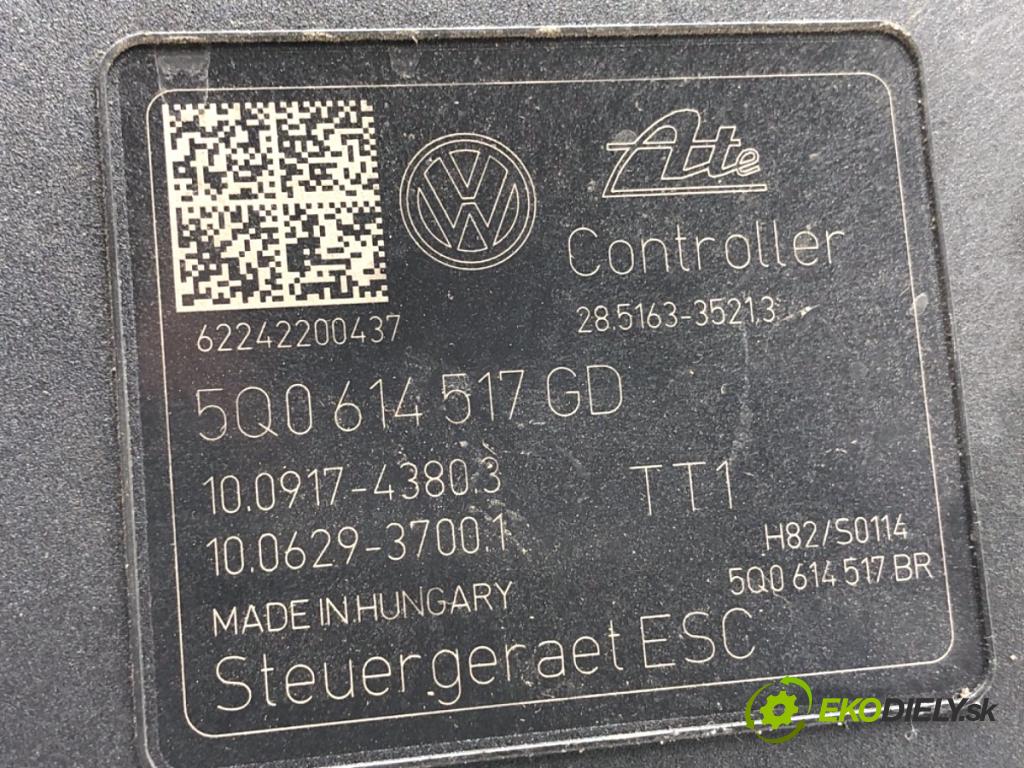 VW
Ate
Controller
62242200437
28.5163-3521.3
5Q0 614 517 GD
10.0917-4380.3
TT1
10.0629-3700.1
H82/S0114
5Q0 614 517 BR
MADE IN HUNGARY
Steuergeraet ESC
EKODIELY.sk